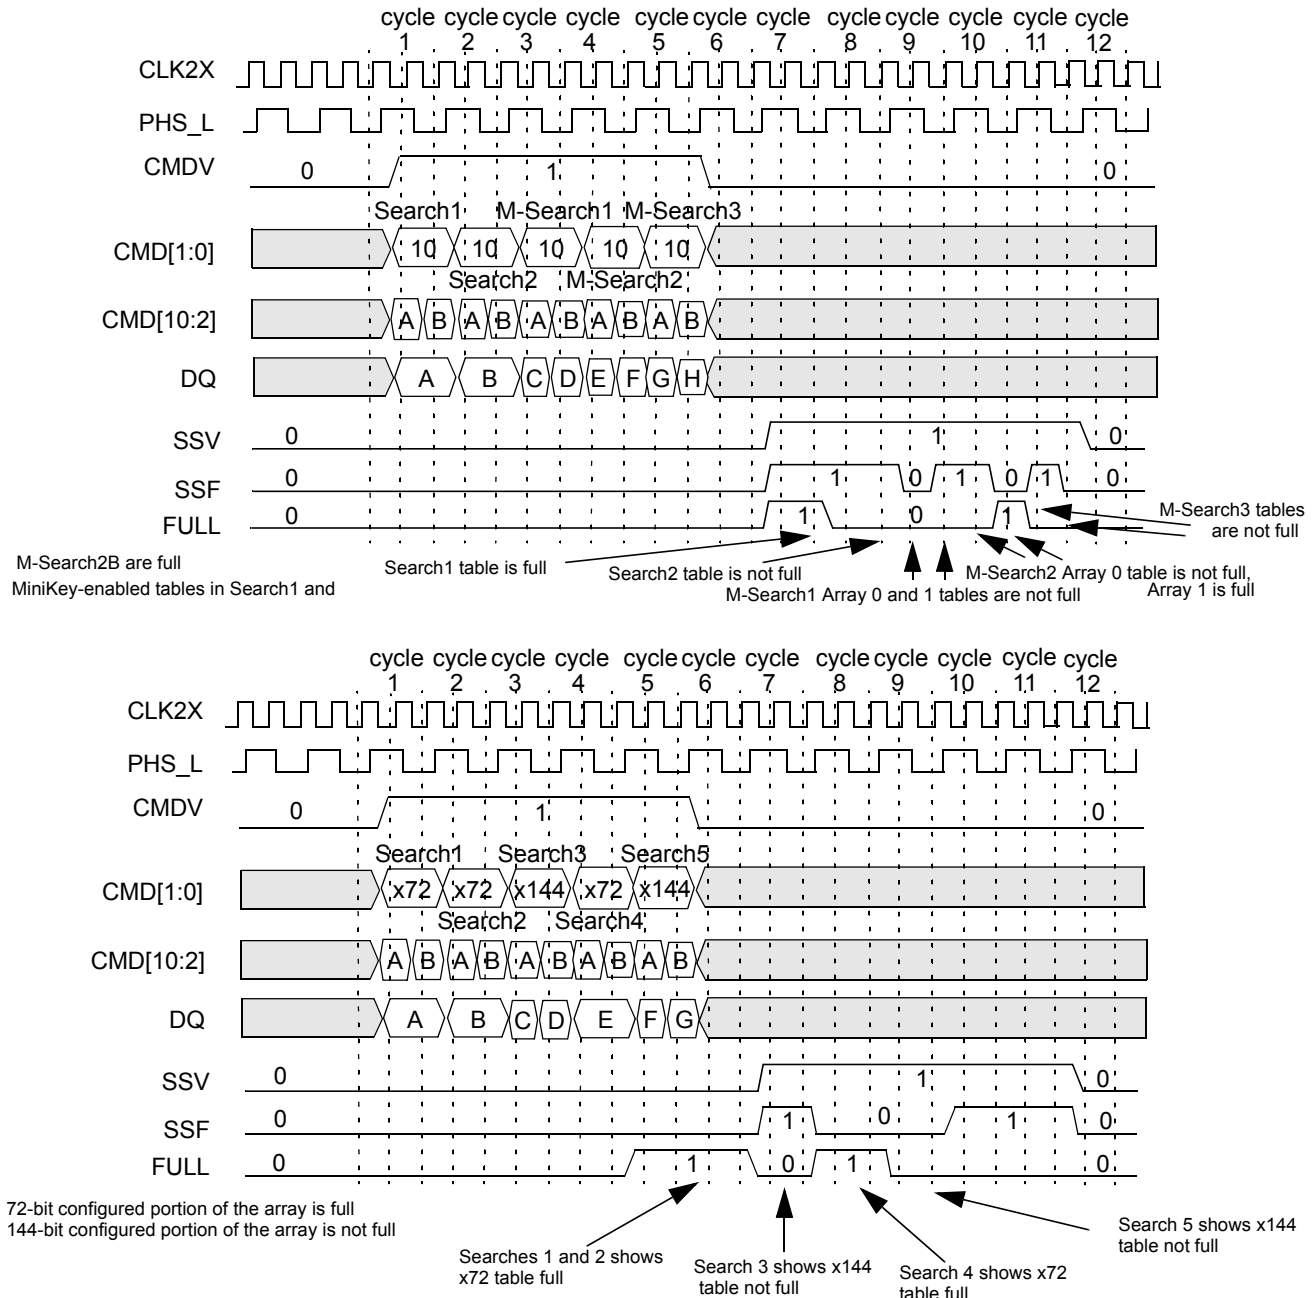 cycle cycle cycle cycle cycle cycle cycle cycle cycle cycle cycle cycle
1 2 3 4 5 6 7 8 9 10 11 12
CLK2X
PHS_L
CMDV 0 1 0
Search1 M-Search1 M-Search3
CMD[1:0] 10 10 10 10 10
Search2 M-Search2
CMD[10:2] A B A B A B A B A B
DQ A B C D E F G H
SSV 0 1 0
SSF 0 1 0 1 0 1 0
FULL 0 1 0 1
M-Search3 tables
are not full
M-Search2B are full
MiniKey-enabled tables in Search1 and
Search1 table is full
Search2 table is not full
M-Search1 Array 0 and 1 tables are not full
M-Search2 Array 0 table is not full,
Array 1 is full
cycle cycle cycle cycle cycle cycle cycle cycle cycle cycle cycle cycle
1 2 3 4 5 6 7 8 9 10 11 12
CLK2X
PHS_L
CMDV 0 1 0
Search1 Search3 Search5
CMD[1:0] x72 x72 x144 x72 x144
Search2 Search4
CMD[10:2] A B A B A B A B A B
DQ A B C D E F G
SSV 0 1 0
SSF 0 1 0 1 0
FULL 0 1 0 1 0
72-bit configured portion of the array is full
144-bit configured portion of the array is not full
Searches 1 and 2 shows
x72 table full
Search 3 shows x144
table not full
Search 4 shows x72
table full
Search 5 shows x144
table not full